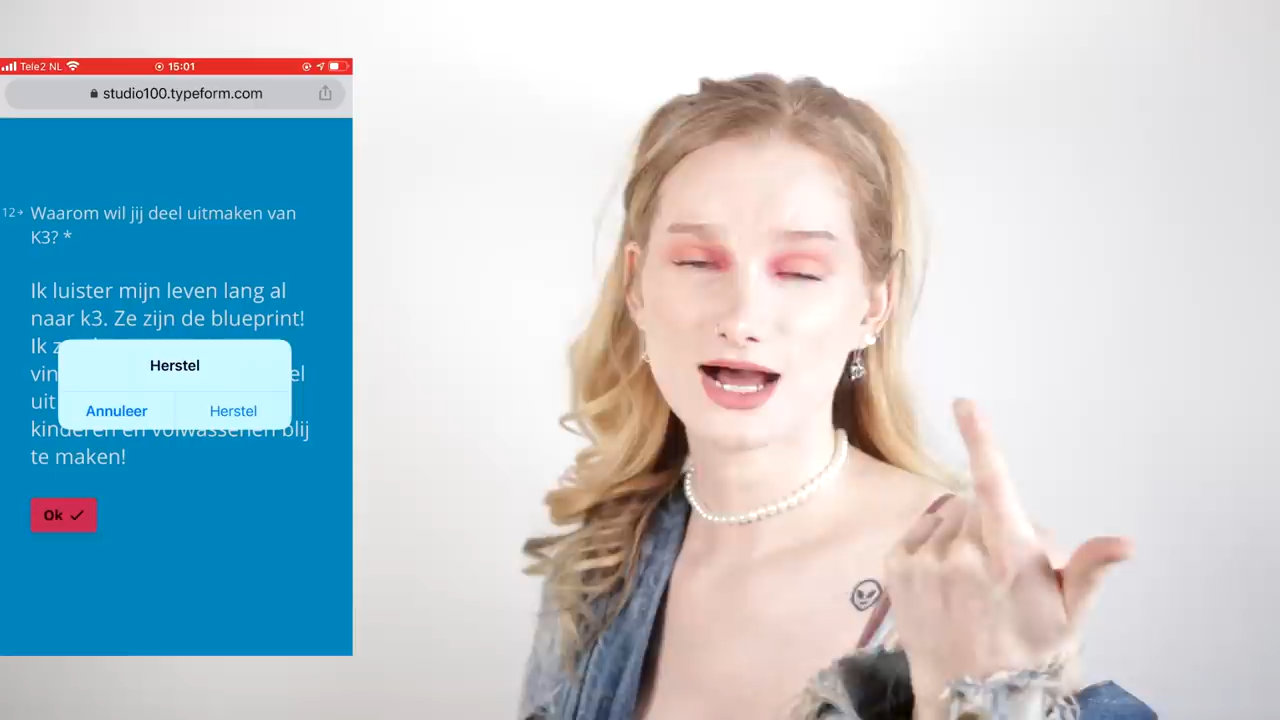 Tele2 NL 15:01
studio100.typeform.com
12 Waarom wil jij deel uitmaken van
K3? *
Ik luister mijn leven lang al
naar k3. Ze zijn de blueprint!
Ik
Herstel
Annuleer Herstel
uit
kinderen en volwassenen blij
te maken!
Ok